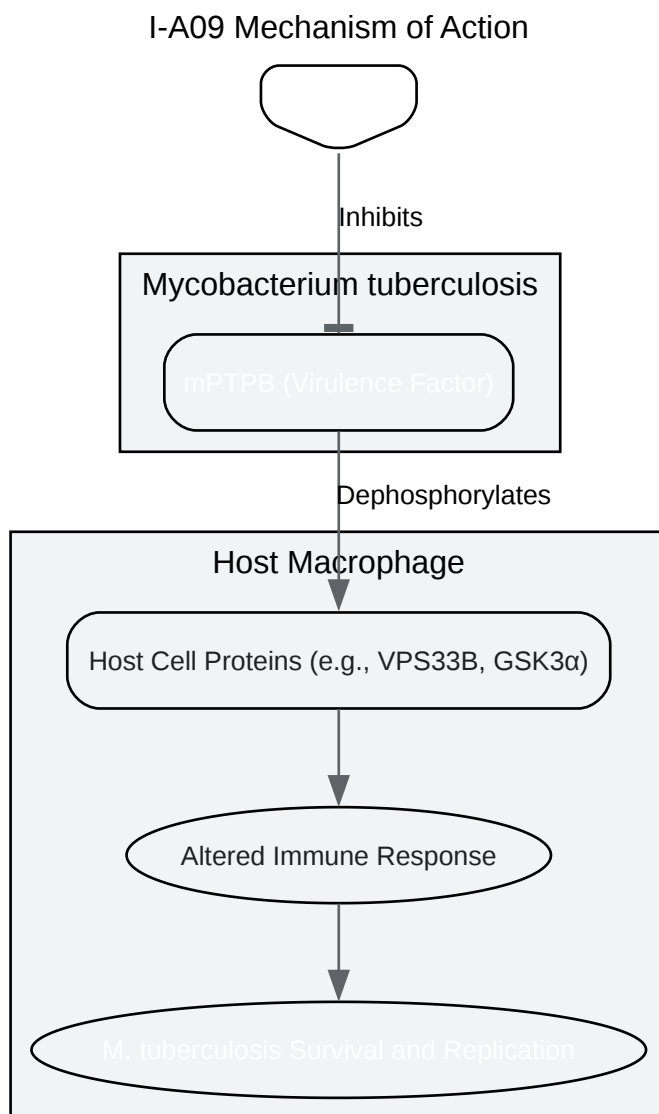 I-A09 Mechanism of Action
Inhibits
Mycobacterium tuberculosis
mPTPB (Virulence Factor)
Dephosphorylates
Host Macrophage
Host Cell Proteins (e.g., VPS33B, GSK3α)
Altered Immune Response
M. tuberculosis Survival and Replication